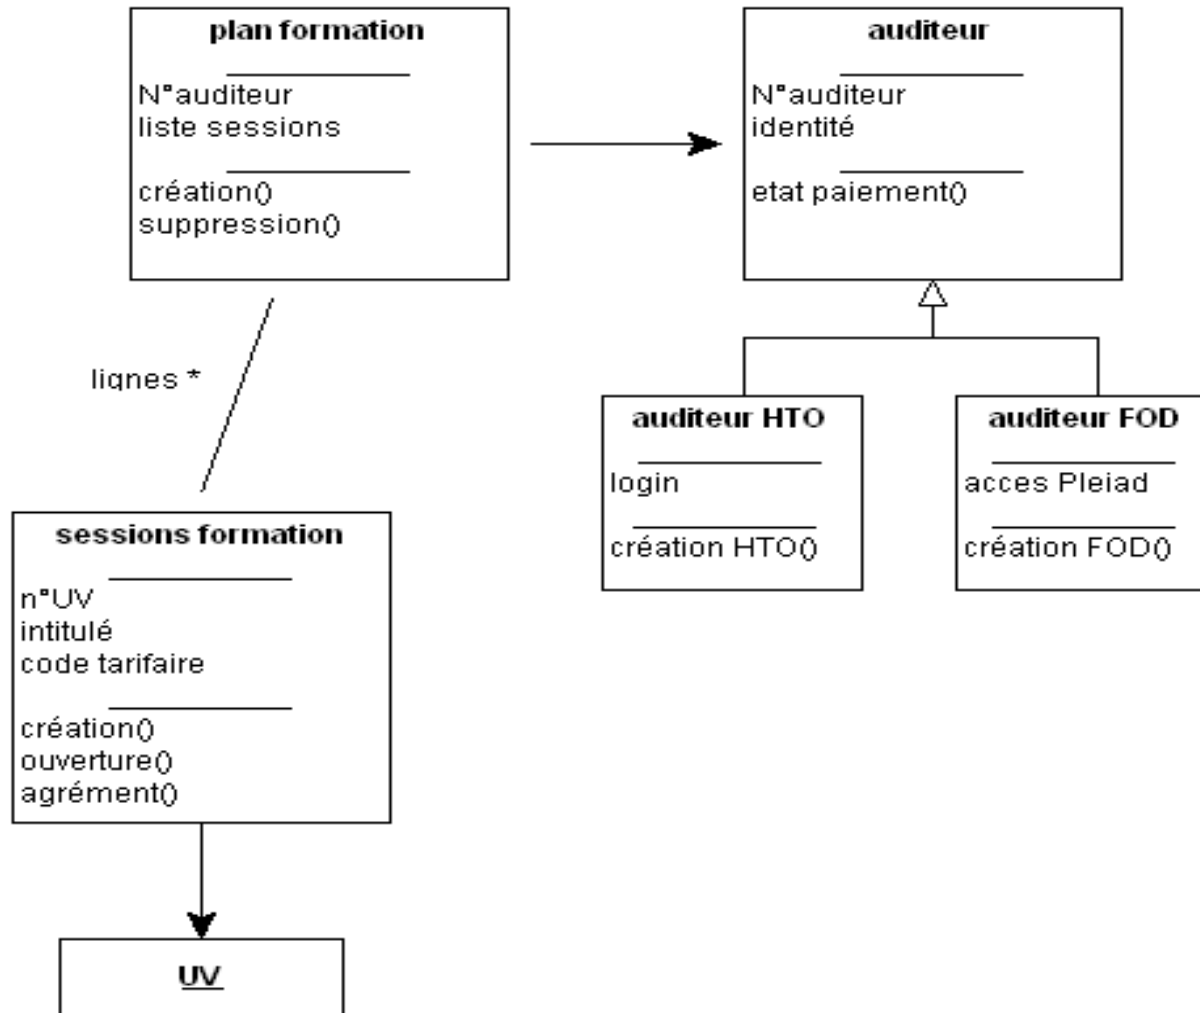 plan formation
N°auditeur
liste sessions
création()
suppression()
auditeur
N°auditeur
identité
etat paiement()
lignes *
auditeur HTO
login
création HTO()
auditeur FOD
acces Pleiad
création FOD()
sessions formation
n°UV
intitulé
code tarifaire
création()
ouverture()
agrément()
UV